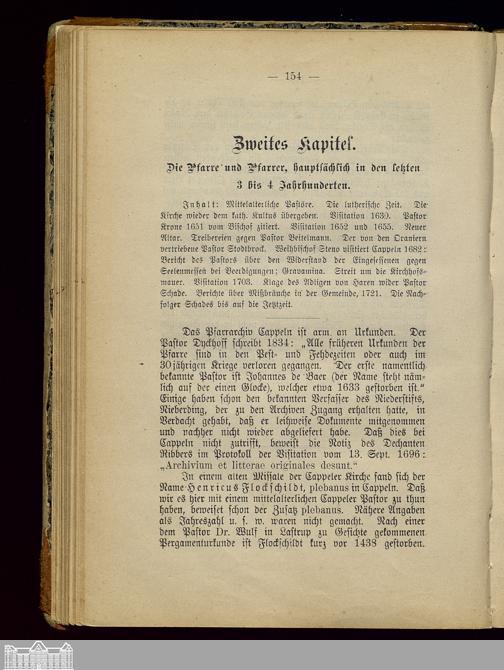 — 154 —
Zweites Kapitel.
Die Pfarre und Pfarrer, hauptsächlich in den letzten
3 bis 4 Jahrhunderten.
Inhalt: Mittelalterliche Pastöre. Die lutherische Zeit. Die
Kirche wieder dem kath. Kultus übergeben. Visitation 1630. Pastor
Krone 1651 vom Bischof zitiert. Visitation 1652 und 1655. Neuer
Altar. Treibereien gegen Pastor Beitelmann. Der von den Oraniern
vertriebene Pastor Stodtbrock. Weihbischof Steno visitiert Cappeln 1682:
Bericht des Pastors über den Widerstand der Eingesessenen gegen
Seelenmessen bei Beerdigungen; Gravamina. Streit um die Kirchhofs-
mauer. Visitation 1703. Klage des Adligen von Haren wider Pastor
Schade. Berichte über Mißbräuche in der Gemeinde, 1721. Die Nach-
folger Schades bis auf die Jetztzeit.
Das Pfarrarchiv Cappeln ist arm an Urkunden. Der
Pastor Dyckhoff schreibt 1834: „Alle früheren Urkunden der
Pfarre sind in den Pest- und Fehdezeiten oder auch im
30jährigen Kriege verloren gegangen. Der erste namentlich
bekannte Pastor ist Johannes de Baer (der Name steht näm-
lich auf der einen Glocke), welcher etwa 1633 gestorben ist."
Einige haben schon den bekannten Verfasser des Niederstifts,
Nieberding, der zu den Archiven Zugang erhalten hatte, in
Verdacht gehabt, daß er leihweise Dokumente mitgenommen
und nachher nicht wieder abgeliefert habe. Daß dies bei
Cappeln nicht zutrifft, beweist die Notiz des Dechanten
Ribbers im Protokoll der Visitation vom 13. Sept. 1696:
„Archivium et litterae originales desunt."
In einem alten Missale der Cappeler Kirche fand sich der
Name Henricus Flockschildt, plebanus in Cappeln. Daß
wir es hier mit einem mittelalterlichen Cappeler Pastor zu thun
haben, beweiset schon der Zusatz plebanus. Nähere Angaben
als Jahreszahl u. s. w. waren nicht gemacht. Nach einer
dem Pastor Dr. Wulf in Lastrup zu Gesichte gekommenen
Pergamenturkunde ist Flockschildt kurz vor 1438 gestorben.